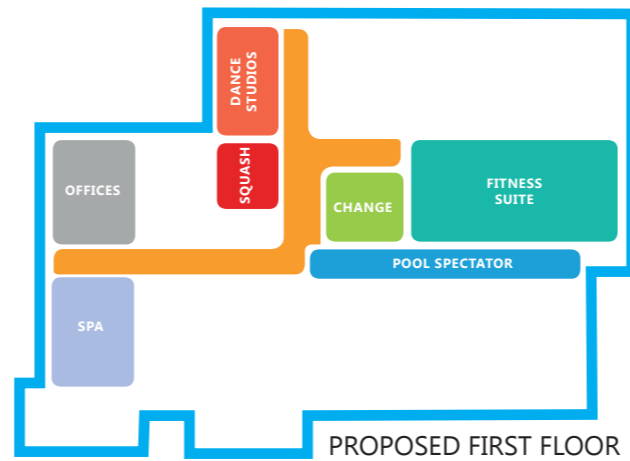 DANCE
STUDIOS
SQUASH
OFFICES
CHANGE
FITNESS
SUITE
POOL SPECTATOR
SPA
PROPOSED FIRST FLOOR